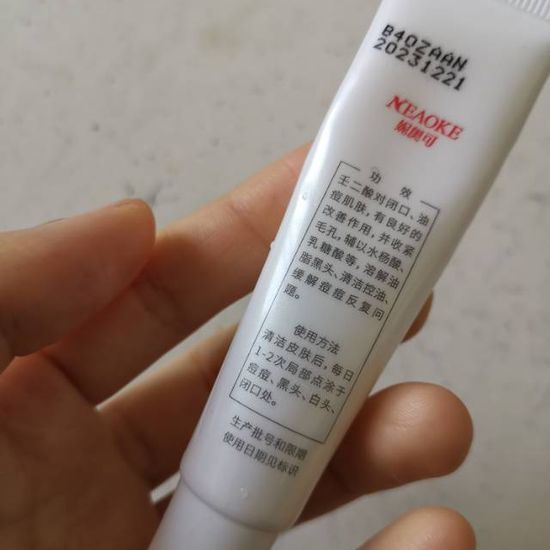 B40ZAAN
20231221
NEAOKE
妮奥可
功 效
壬二酸对闭口、油
痘肌肤，有良好的
改善作用，并收紧
毛孔，辅以水杨酸、
乳糖酸等，溶解油
脂黑头、清洁控油、
缓解痘痘反复问
题。
使用方法
清洁皮肤后，每日
1-2次局部点涂于
痘痘、黑头、白头、
闭口处。
生产批号和限期
使用日期见标识